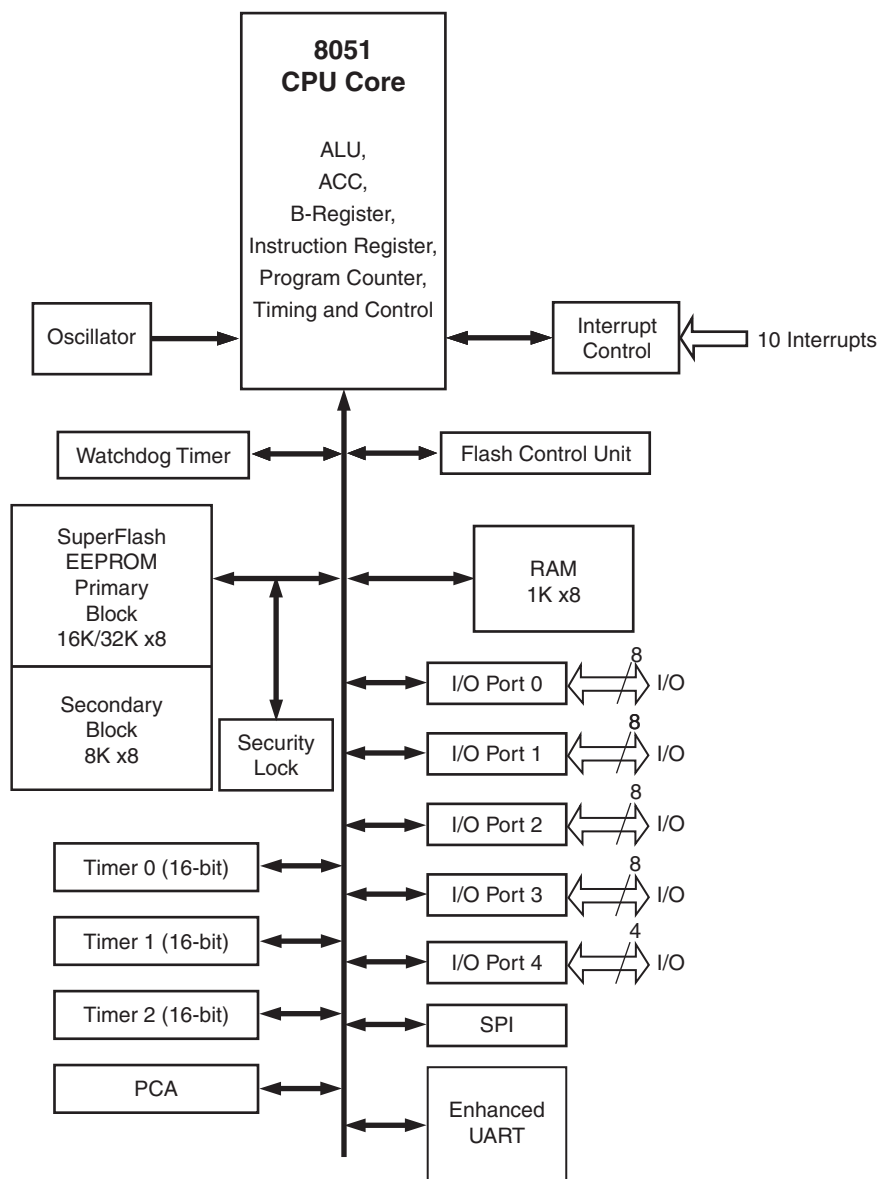 8051
CPU Core
ALU,
ACC,
B-Register,
Instruction Register,
Program Counter,
Timing and Control
Oscillator
Interrupt
Control
10 Interrupts
Watchdog Timer
Flash Control Unit
SuperFlash
EEPROM
Primary
Block
16K/32K x8
RAM
1K x8
Secondary
Block
8K x8
Security
Lock
8
I/O Port 0
I/O
8
I/O Port 1
I/O
8
I/O Port 2
I/O
Timer 0 (16-bit)
8
I/O Port 3
I/O
Timer 1 (16-bit)
4
I/O Port 4
I/O
Timer 2 (16-bit)
SPI
PCA
Enhanced
UART